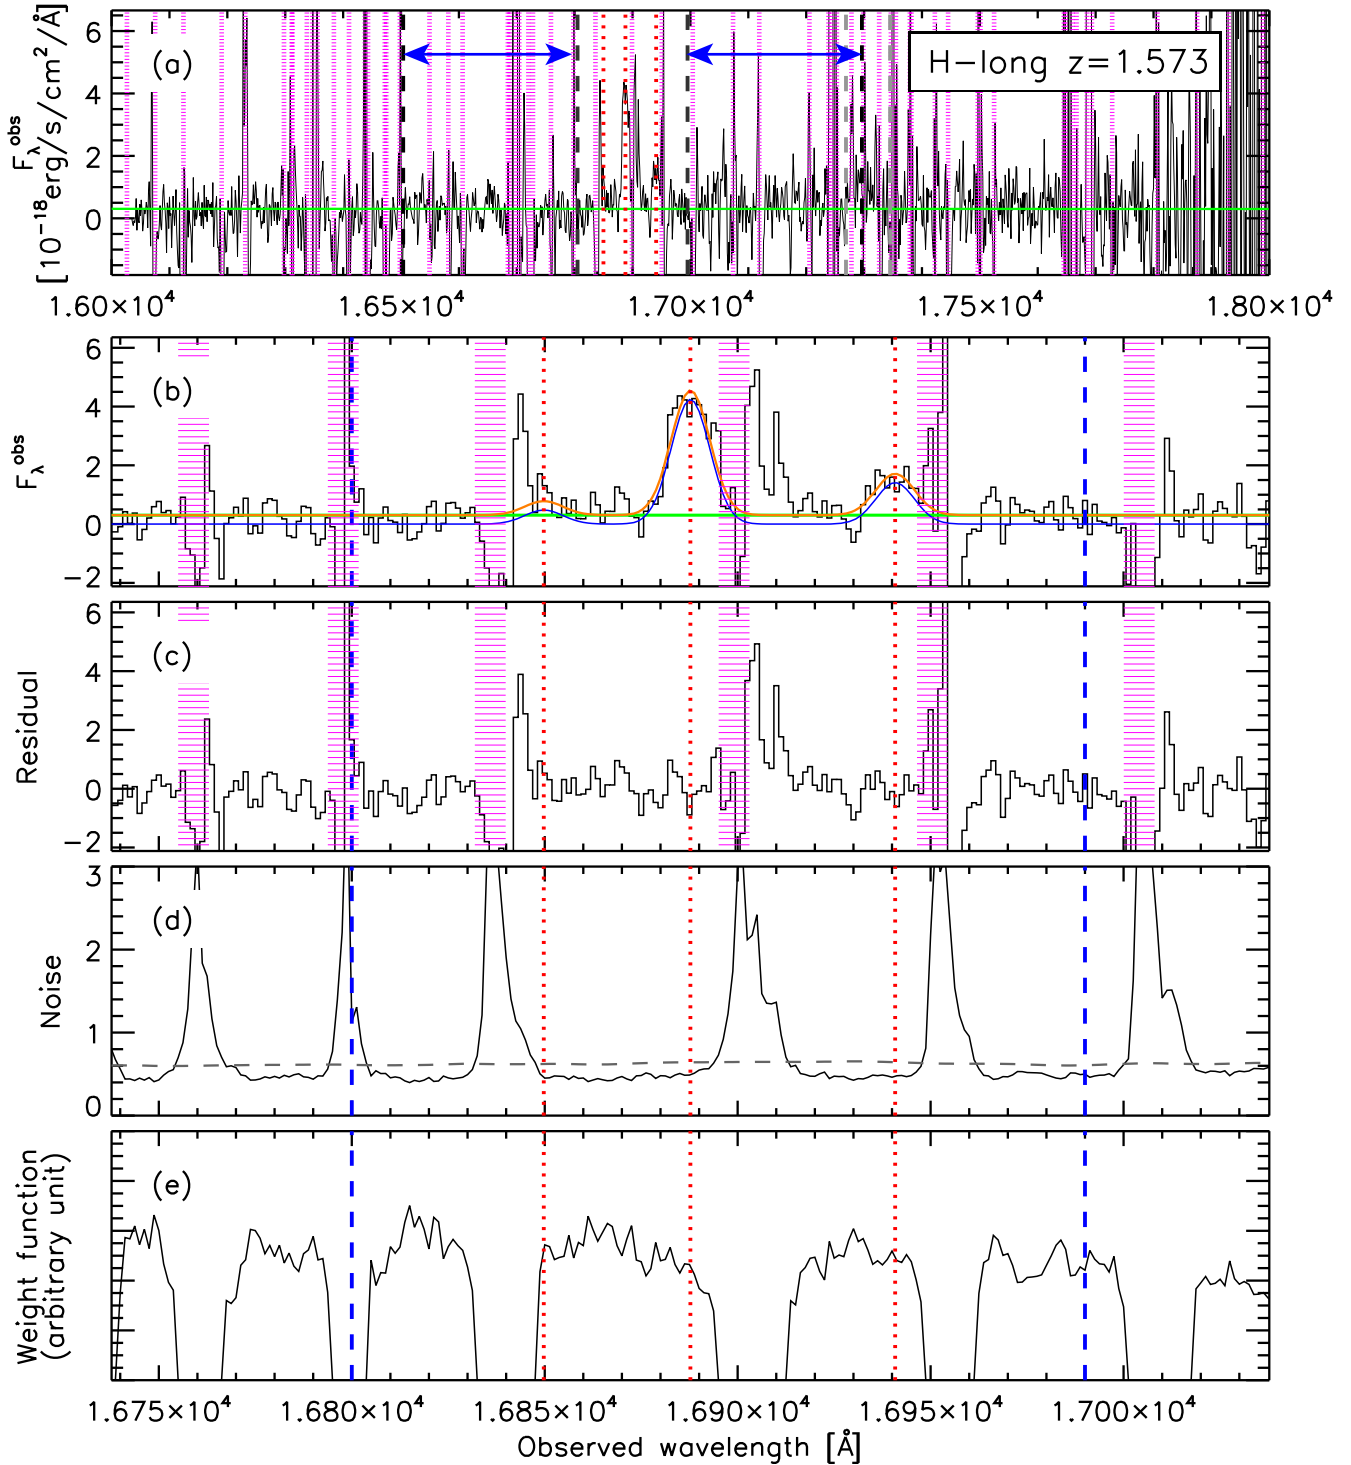 6
4
2
0
F_λ^obs
[10^−18 erg/s/cm^2/Å]
(a)
H−long z=1.573
1.60×10^4
1.65×10^4
1.70×10^4
1.75×10^4
1.80×10^4
6
4
2
0
−2
F_λ^obs
(b)
6
4
2
0
−2
Residual
(c)
3
2
1
0
Noise
(d)
Weight function
(arbitrary unit)
(e)
1.675×10^4
1.680×10^4
1.685×10^4
1.690×10^4
1.695×10^4
1.700×10^4
Observed wavelength [Å]